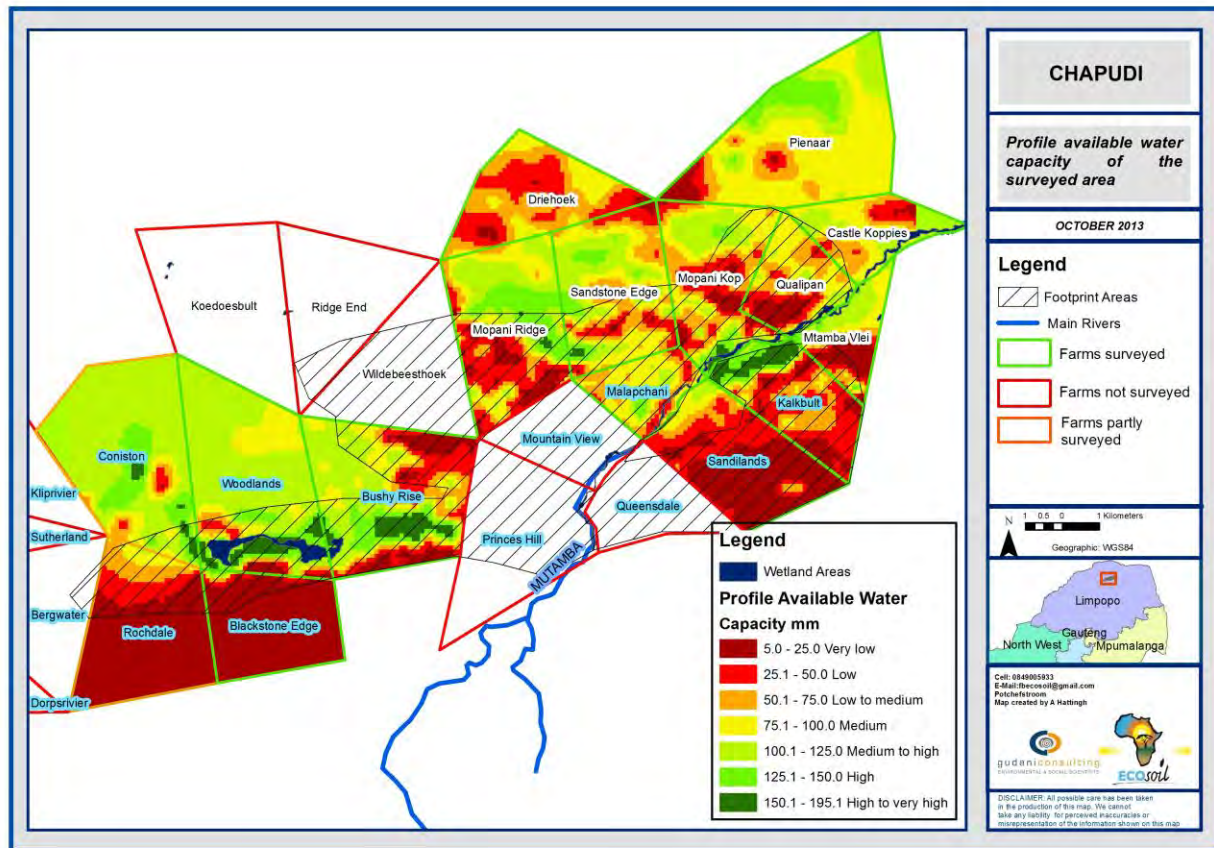 CHAPUDI
Profile available water
capacity of the
surveyed area
OCTOBER 2013
Legend
Footprint Areas
Main Rivers
Farms surveyed
Farms not surveyed
Farms partly
surveyed
N
1 0.5 0 1 Kilometers
Geographic: WGS84
Limpopo
Gauteng
North West
Mpumalanga
Cell: 0849005933
E-Mail:fbecosoil@gmail.com
Potchefstroom
Map created by A Hattingh
gudaniconsulting
ENVIRONMENTAL & SOCIAL SCIENTISTS
ECOsoil
DISCLAIMER: All possible care has been taken
in the production of this map. We cannot
take any liability for perceived inaccuracies or
misrepresentation of the information shown on this map
Pienaar
Driehoek
Castle Koppies
Mopani Kop
Qualipan
Sandstone Edge
Koedoesbult
Ridge End
Mopani Ridge
Mtamba Vlei
Wildebeesthoek
Malapchani
Kalkbult
Mountain View
Coniston
Sandilands
Woodlands
Bushy Rise
Kliprivier
Queensdale
Sutherland
Princes Hill
MUTAMBA
Bergwater
Rochdale
Blackstone Edge
Dorpsrivier
Legend
Wetland Areas
Profile Available Water
Capacity mm
5.0 - 25.0 Very low
25.1 - 50.0 Low
50.1 - 75.0 Low to medium
75.1 - 100.0 Medium
100.1 - 125.0 Medium to high
125.1 - 150.0 High
150.1 - 195.1 High to very high